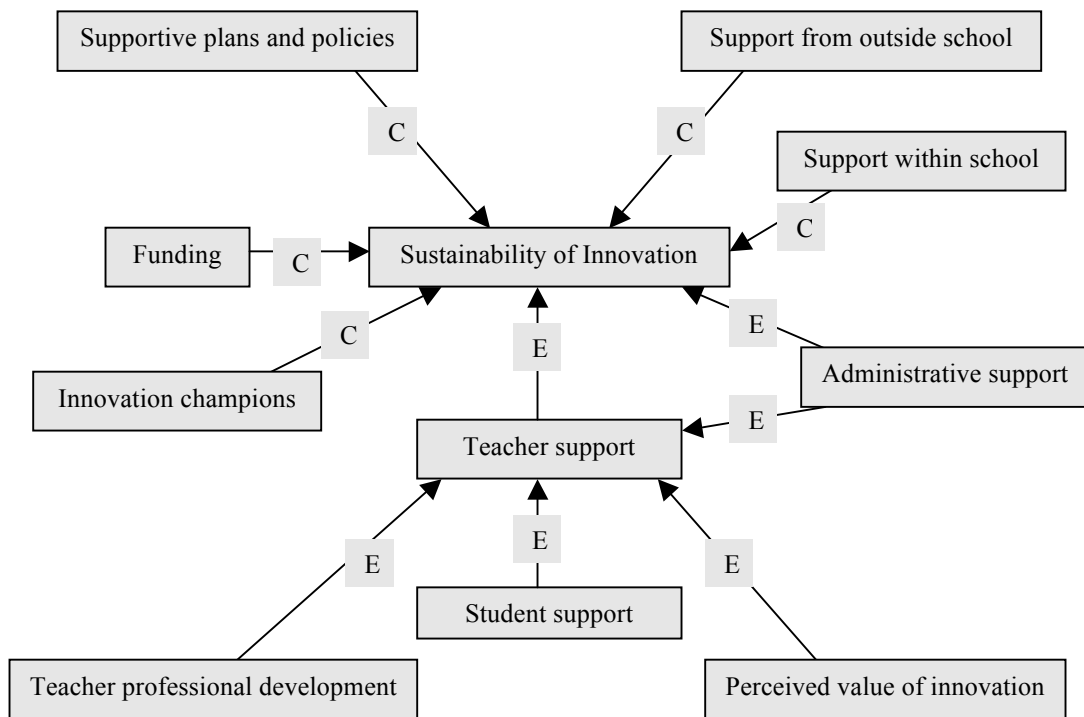 Supportive plans and policies
Support from outside school
C
C
Support within school
C
Funding
C
Sustainability of Innovation
C
E
E
Innovation champions
Administrative support
E
Teacher support
E
E
E
Student support
Teacher professional development
Perceived value of innovation